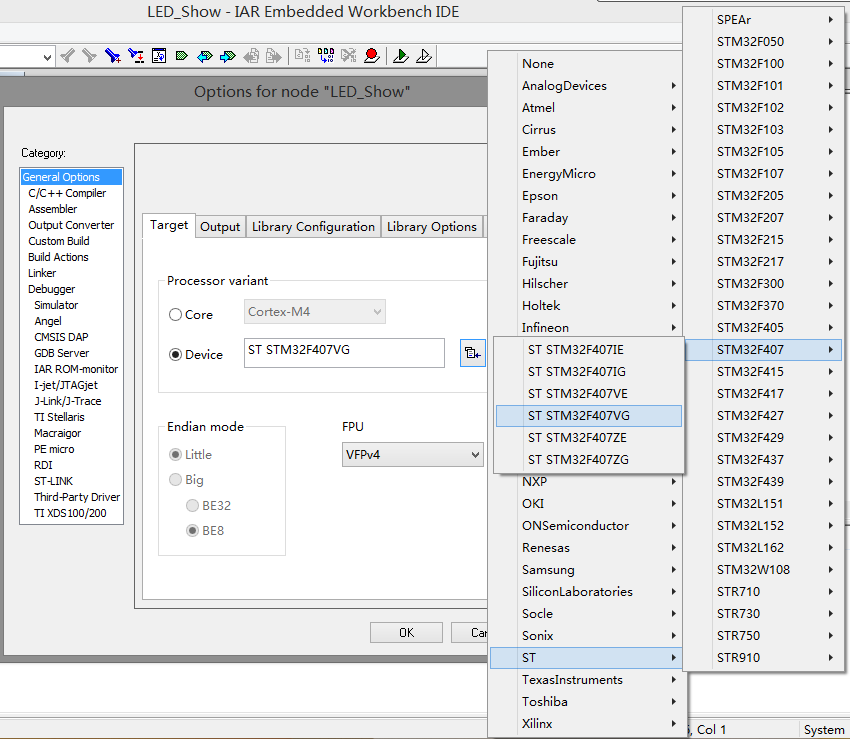 LED_Show - IAR Embedded Workbench IDE
Options for node "LED_Show"
Category:
General Options
C/C++ Compiler
Assembler
Output Converter
Custom Build
Build Actions
Linker
Debugger
Simulator
Angel
CMSIS DAP
GDB Server
IAR ROM-monitor
I-jet/JTAGjet
J-Link/J-Trace
TI Stellaris
Macraigor
PE micro
RDI
ST-LINK
Third-Party Driver
TI XDS100/200
Target
Output
Library Configuration
Library Options
Processor variant
Core
Cortex-M4
Device
ST STM32F407VG
Endian mode
Little
Big
BE32
BE8
FPU
VFPv4
OK
None
AnalogDevices
Atmel
Cirrus
Ember
EnergyMicro
Epson
Faraday
Freescale
Fujitsu
Hilscher
Holtek
Infineon
ST STM32F407IE
ST STM32F407IG
ST STM32F407VE
ST STM32F407VG
ST STM32F407ZE
ST STM32F407ZG
NXP
OKI
ONSemiconductor
Renesas
Samsung
SiliconLaboratories
Socle
Sonix
ST
TexasInstruments
Toshiba
Xilinx
SPEAr
STM32F050
STM32F100
STM32F101
STM32F102
STM32F103
STM32F105
STM32F107
STM32F205
STM32F207
STM32F215
STM32F217
STM32F300
STM32F370
STM32F405
STM32F407
STM32F415
STM32F417
STM32F427
STM32F429
STM32F437
STM32F439
STM32L151
STM32L152
STM32L162
STM32W108
STR710
STR730
STR750
STR910
, Col 1
System